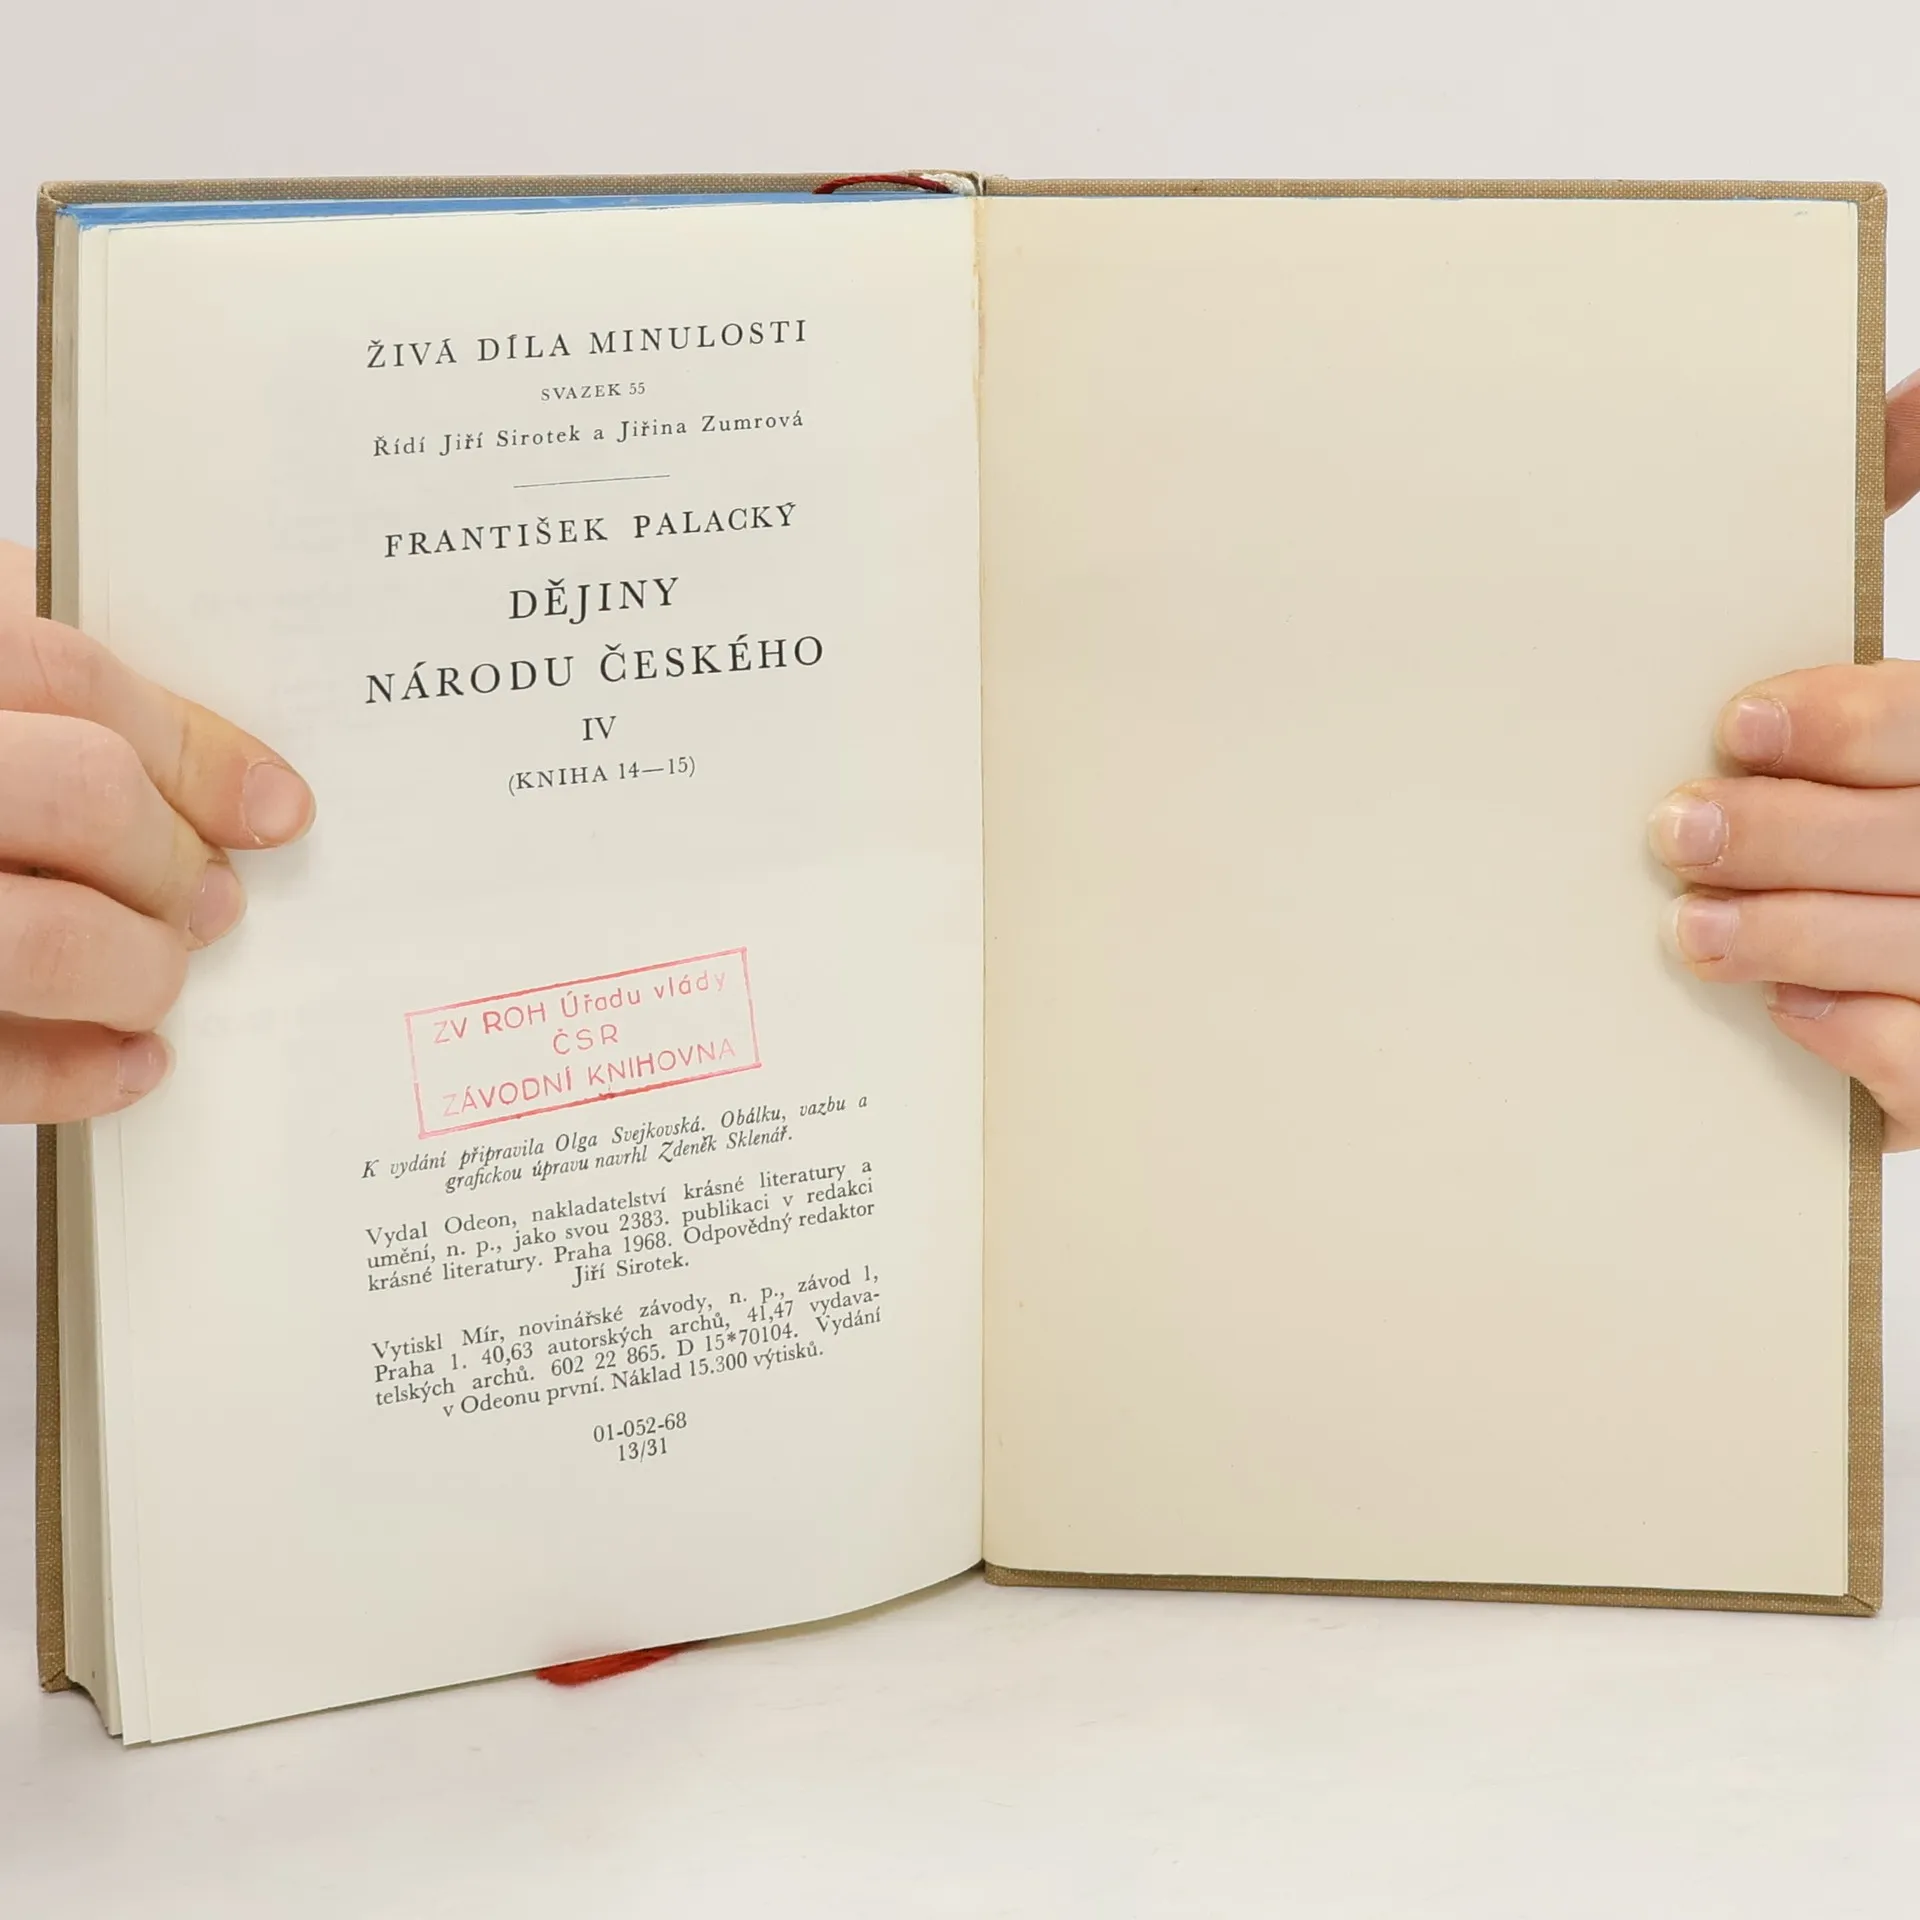 ŽIVÁ DÍLA MINULOSTI
SVAZEK 55
Řídí Jiří Sirotek a Jiřina Zumrová
FRANTIŠEK PALACKÝ
DĚJINY
NÁRODU ČESKÉHO
IV
(KNIHA 14—15)
ZV ROH Úřadu vlády
ČSR
ZÁVODNÍ KNIHOVNA
K vydání připravila Olga Svejkovská. Obálku, vazbu a
grafickou úpravu navrhl Zdeněk Sklenář.
Vydal Odeon, nakladatelství krásné literatury a
umění, n. p., jako svou 2383. publikaci v redakci
krásné literatury. Praha 1968. Odpovědný redaktor
Jiří Sirotek.
Vytiskl Mír, novinářské závody, n. p., závod 1,
Praha 1. 40,63 autorských archů, 41,47 vydava-
telských archů. 602 22 865. D 15*70104. Vydání
v Odeonu první. Náklad 15.300 výtisků.
01-052-68
13/31